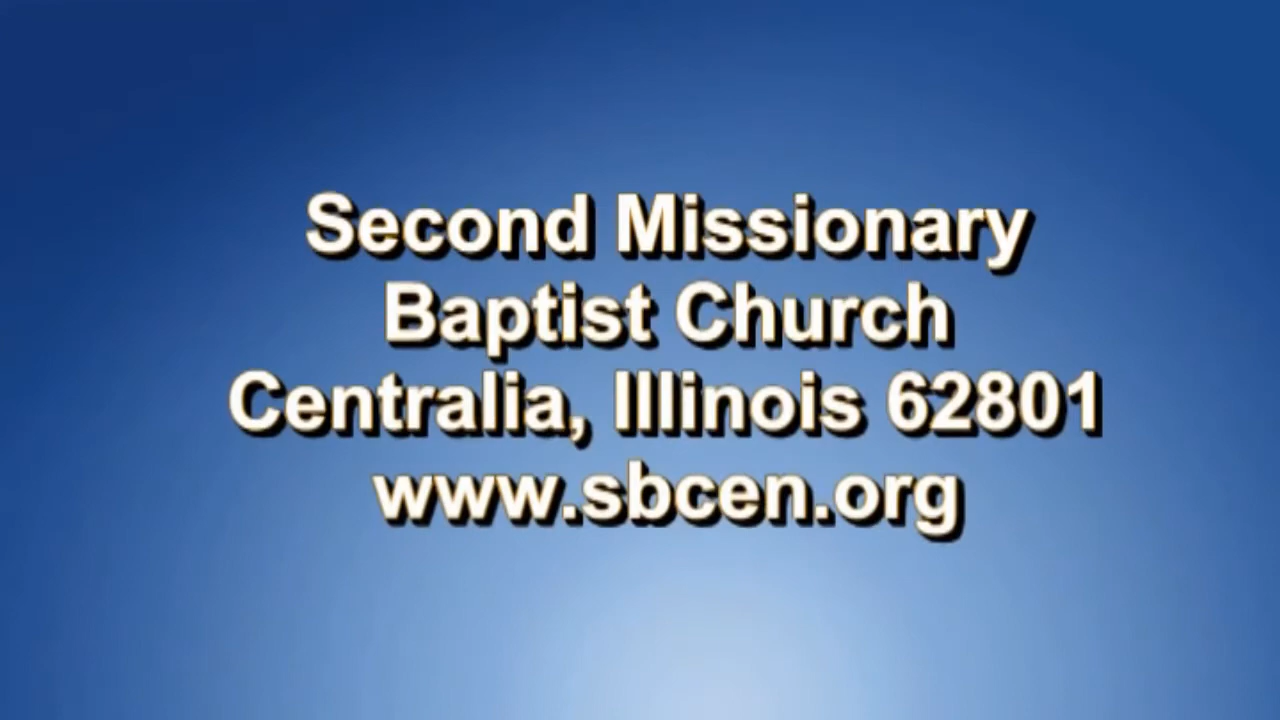 Second Missionary
Baptist Church
Centralia, Illinois 62801
www.sbcen.org